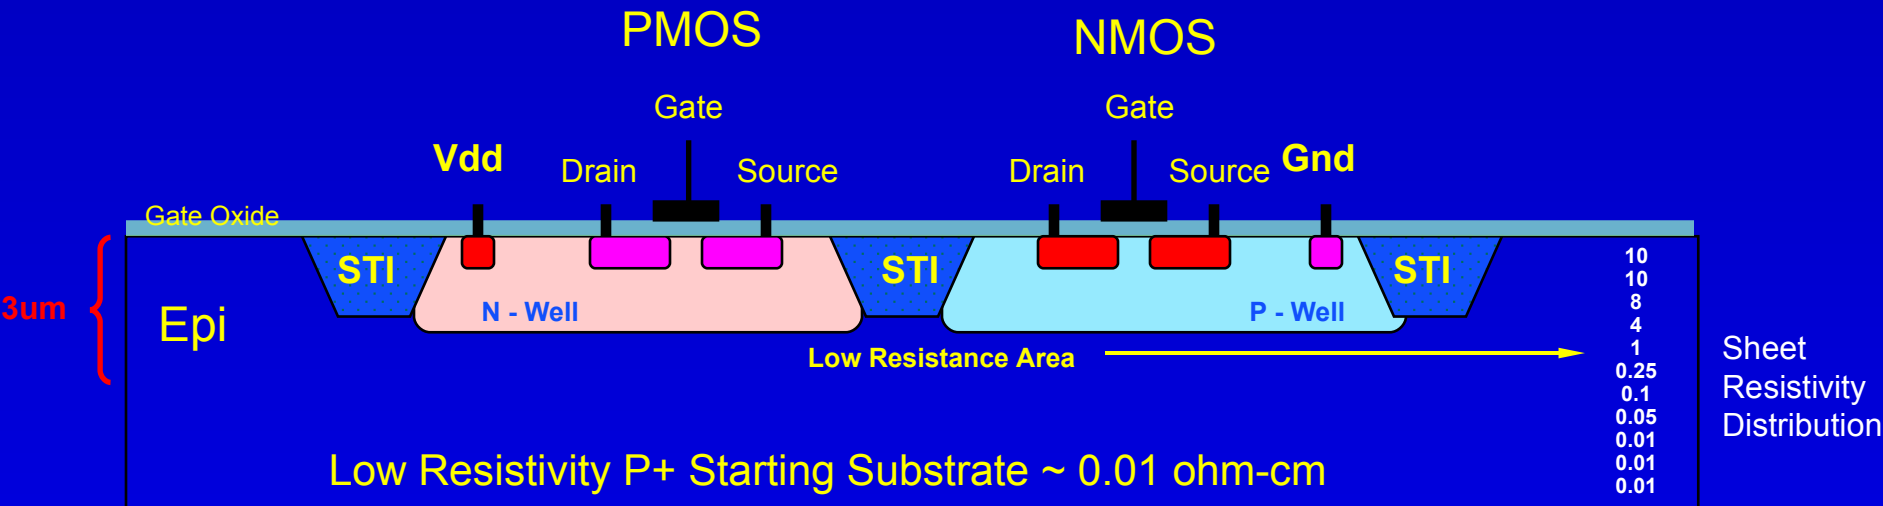 PMOS
NMOS
Gate
Gate
Vdd
Drain
Source
Drain
Source
Gnd
Gate Oxide
STI
STI
STI
3um
Epi
N - Well
P - Well
Low Resistance Area
10
10
8
4
1
0.25
0.1
0.05
0.01
0.01
0.01
Sheet
Resistivity
Distribution
Low Resistivity P+ Starting Substrate ~ 0.01 ohm-cm